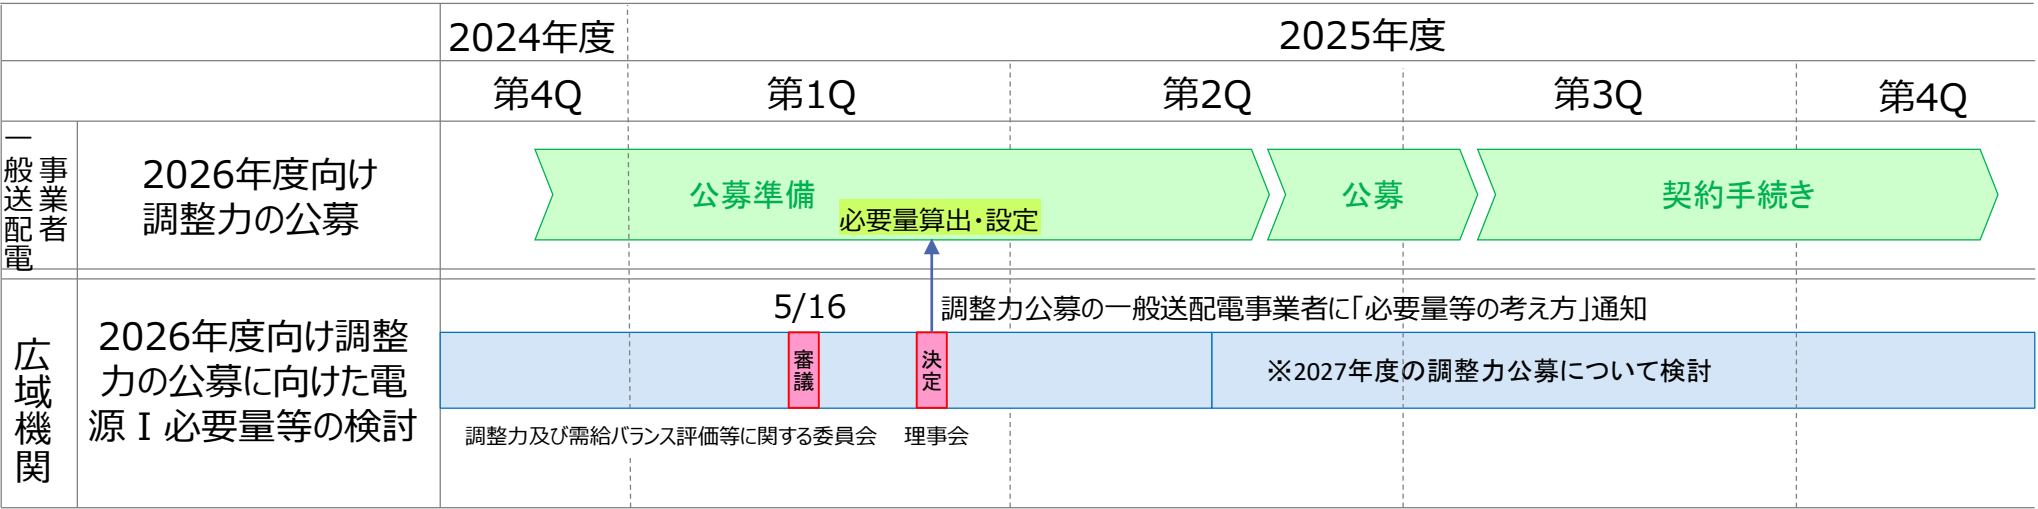 2024年度
2025年度
第4Q
第1Q
第2Q
第3Q
第4Q
一般送配電
事業者
2026年度向け
調整力の公募
公募準備
必要量算出・設定
公募
契約手続き
広域機関
2026年度向け調整
力の公募に向けた電
源Ⅰ必要量等の検討
5/16
調整力公募の一般送配電事業者に「必要量等の考え方」通知
審議
決定
※2027年度の調整力公募について検討
調整力及び需給バランス評価等に関する委員会
理事会